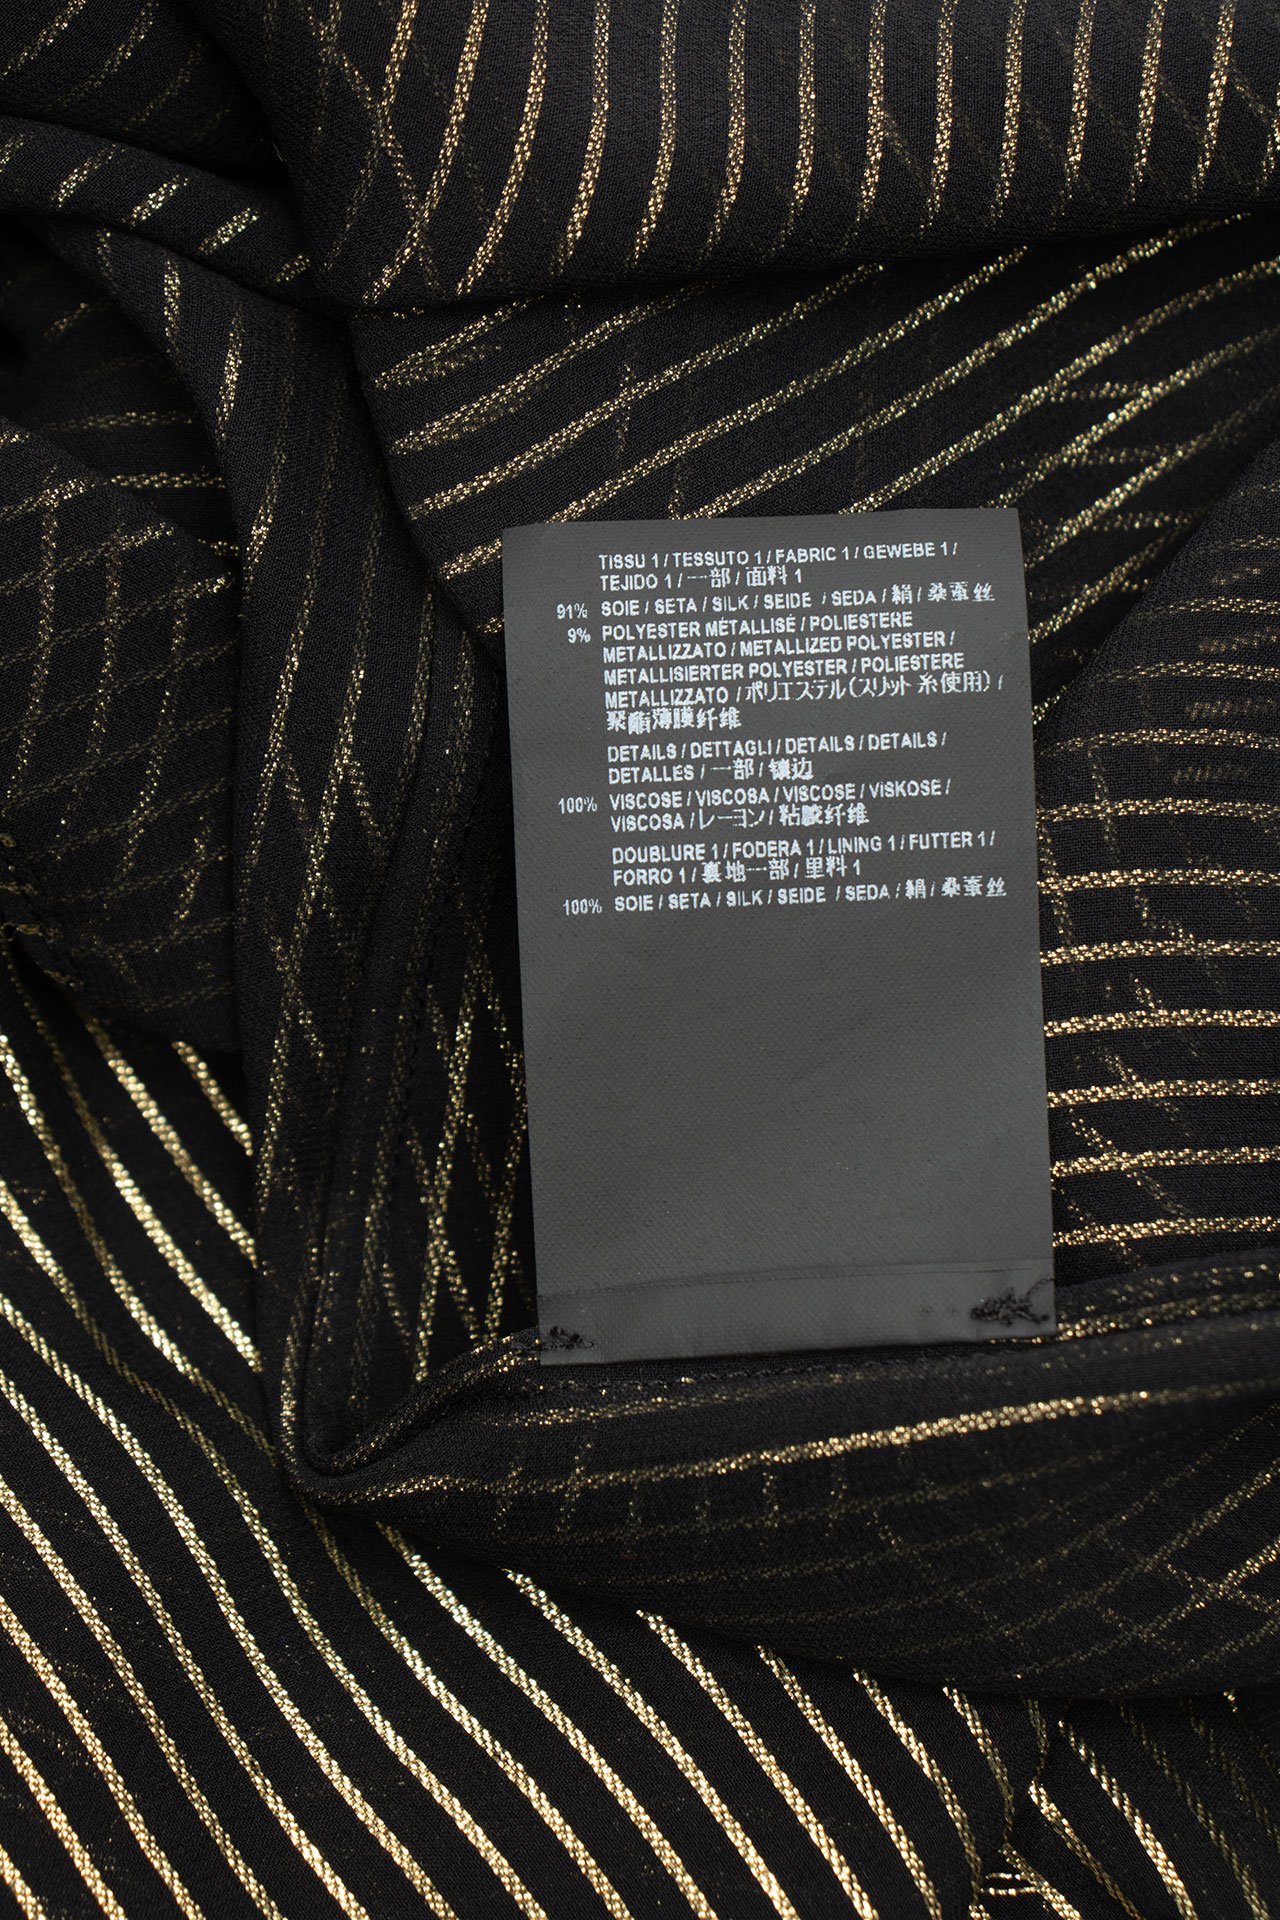 TISSU 1 / TESSUTO 1 / FABRIC 1 / GEWEBE 1 /
TEJIDO 1 / 一部 / 面料 1
91% SOIE / SETA / SILK / SEIDE / SEDA / 絹 / 桑蚕丝
9% POLYESTER MÉTALLISÉ / POLIESTERE
METALLIZZATO / METALLIZED POLYESTER /
METALLISIERTER POLYESTER / POLIESTERE
METALLIZZATO / ポリエステル(スリット 糸使用) /
聚酯薄膜纤维
DETAILS / DETTAGLI / DETAILS / DETAILS /
DETALLES / 一部 / 镶边
100% VISCOSE / VISCOSA / VISCOSE / VISKOSE /
VISCOSA / レーヨン / 粘胶纤维
DOUBLURE 1 / FODERA 1 / LINING 1 / FUTTER 1 /
FORRO 1 / 裏地一部 / 里料 1
100% SOIE / SETA / SILK / SEIDE / SEDA / 絹 / 桑蚕丝